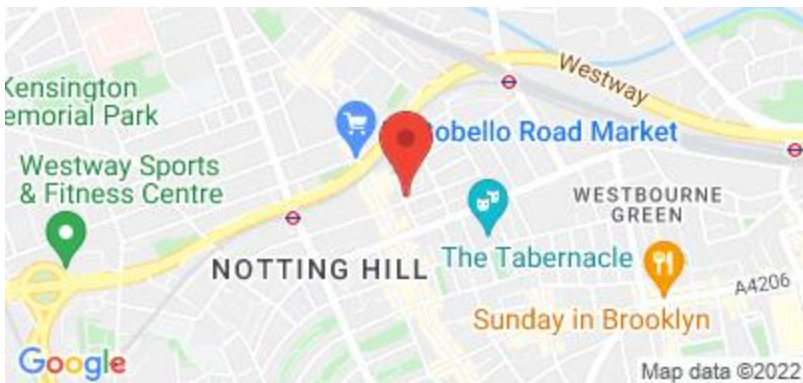 Westway
Kensington
emorial Park
obello Road Market
Westway Sports
& Fitness Centre
WESTBOURNE
GREEN
NOTTING HILL
The Tabernacle
A4206
Sunday in Brooklyn
Google
Map data ©2022